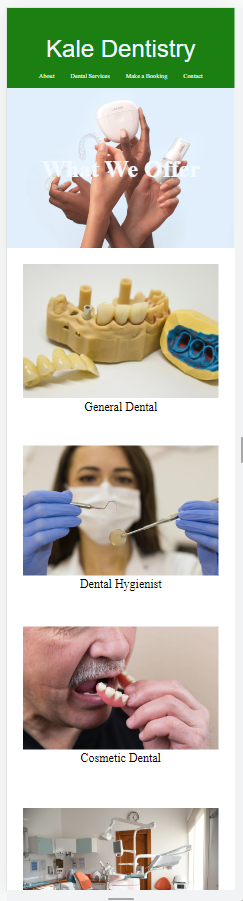 Kale Dentistry
About Dental Services Make a Booking Contact
What We Offer
General Dental
Dental Hygienist
Cosmetic Dental